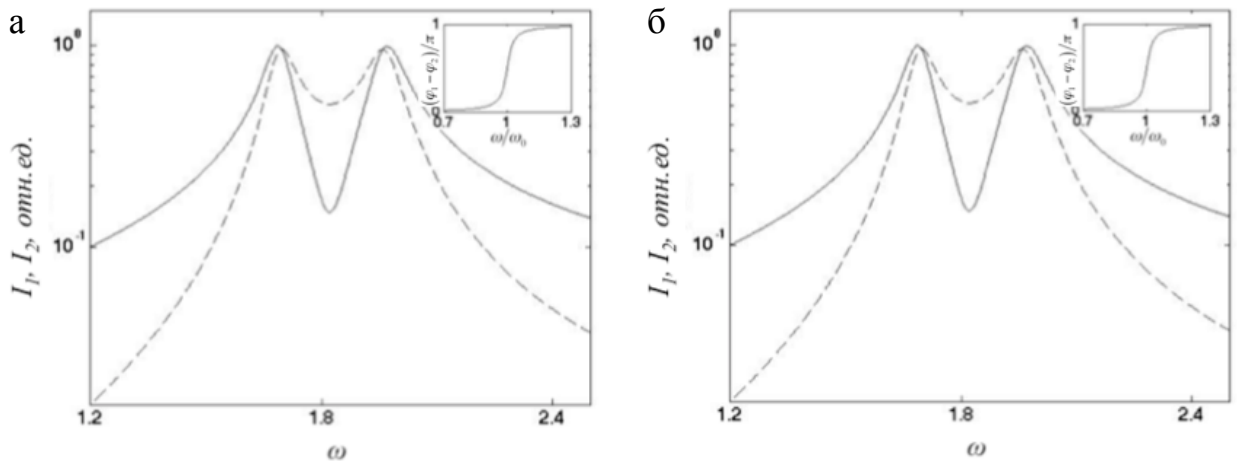 а
10⁰
10⁻¹
I₁, I₂, отн.ед.
1.2
1.8
2.4
ω
(φ₁ − φ₂)/π
1
0
0.7
1
1.3
ω/ω₀
б
10⁰
10⁻¹
I₁, I₂, отн.ед.
1.2
1.8
2.4
ω
(φ₁ − φ₂)/π
1
0
0.7
1
1.3
ω/ω₀